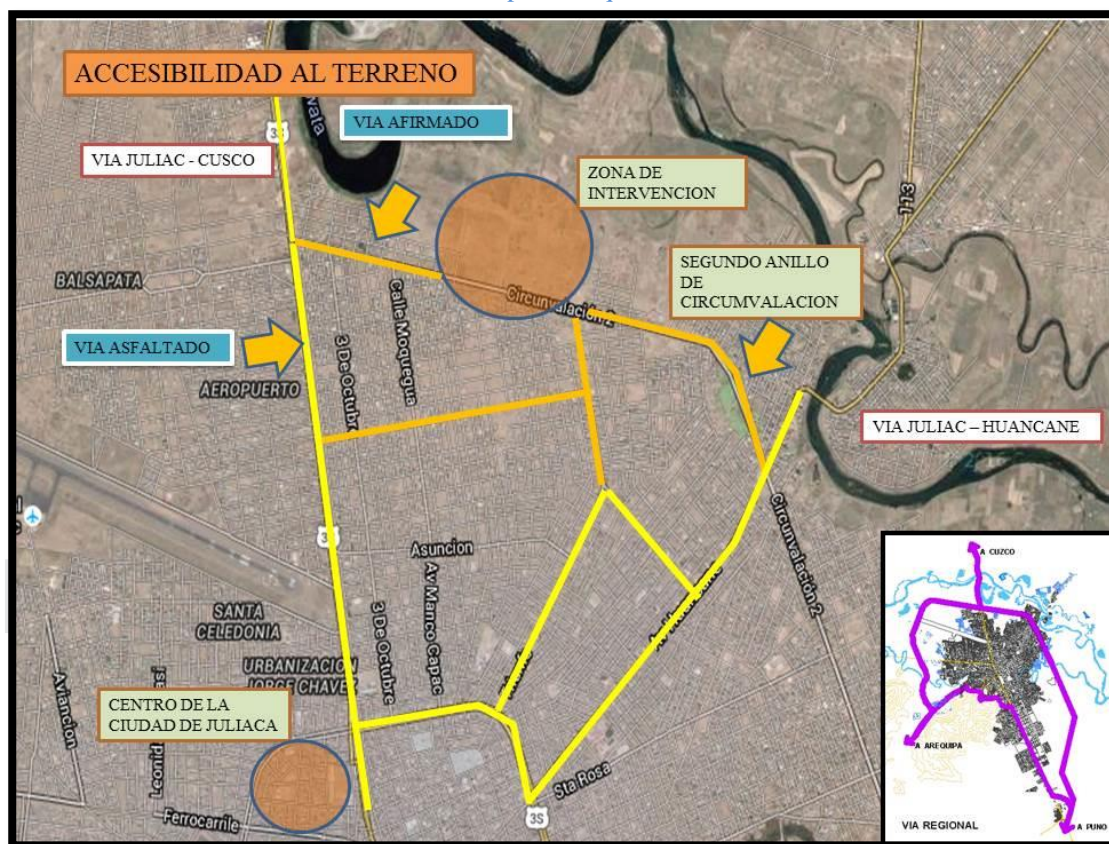 ACCESIBILIDAD AL TERRENO
VIA AFIRMADO
3S
VIA JULIAC - CUSCO
ZONA DE
INTERVENCION
113
SEGUNDO ANILLO
DE
CIRCUMVALACION
BALSAPATA
Calle Moquegua
Circunvalación 2
VIA ASFALTADO
3 De Octubre
AEROPUERTO
VIA JULIAC – HUANCANE
Circunvalación 2
Asuncion
Av Manco Capac
3 De Octubre
SANTA
CELEDONIA
URBANIZACION
JORGE CHAVEZ
CENTRO DE LA
CIUDAD DE JULIACA
Aviancion
Sta Rosa
Ferrocarrile
3S
A CUZCO
A AREQUIPA
A PUNO
VIA REGIONAL